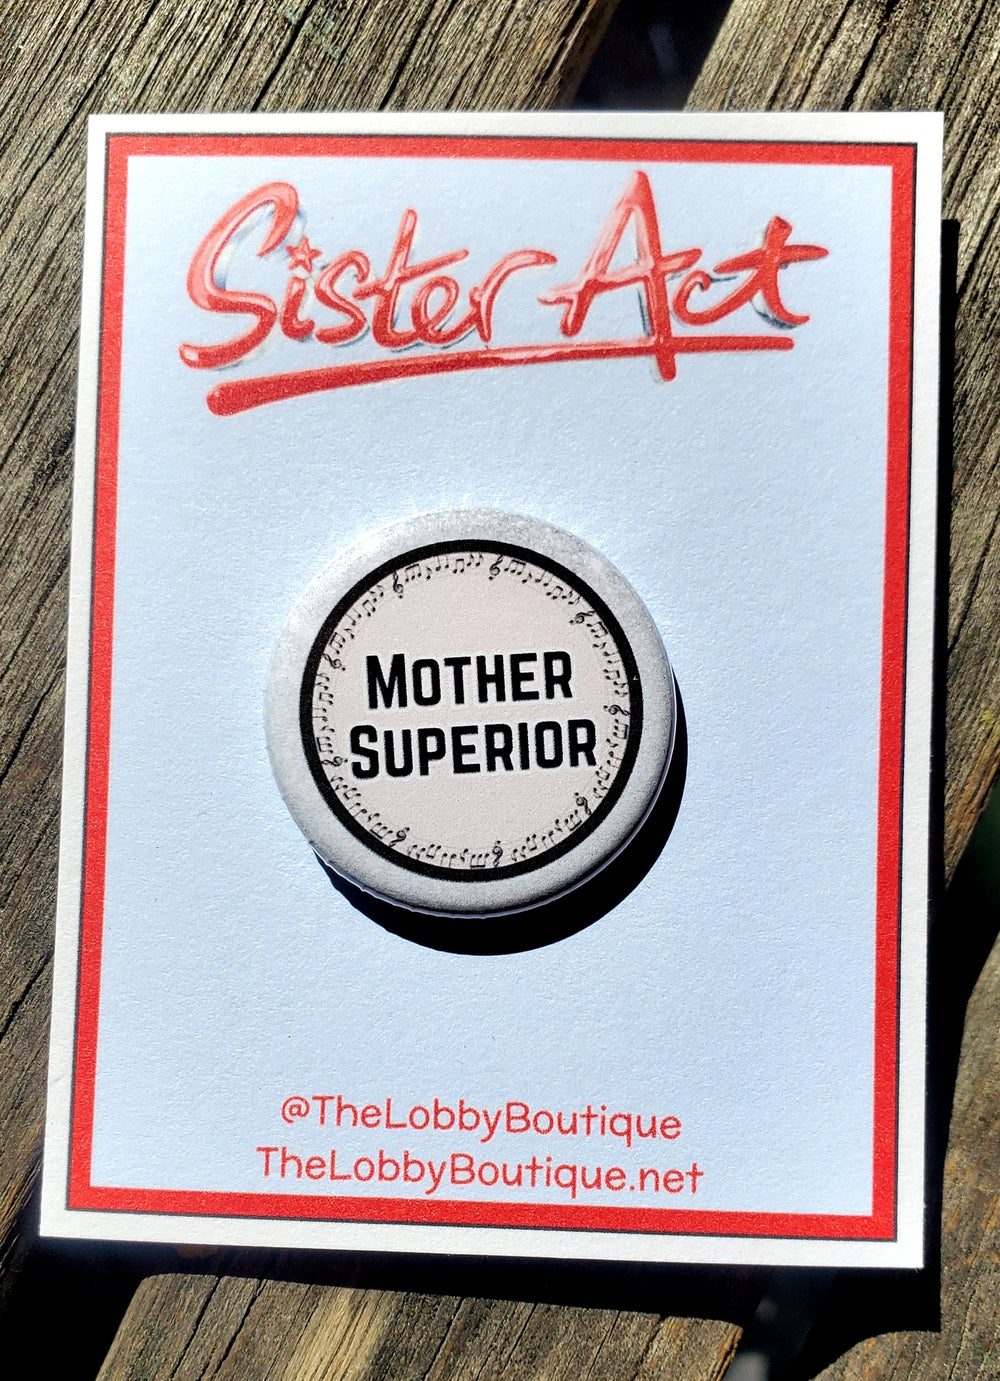 Sister Act
MOTHER
SUPERIOR
@TheLobbyBoutique
TheLobbyBoutique.net